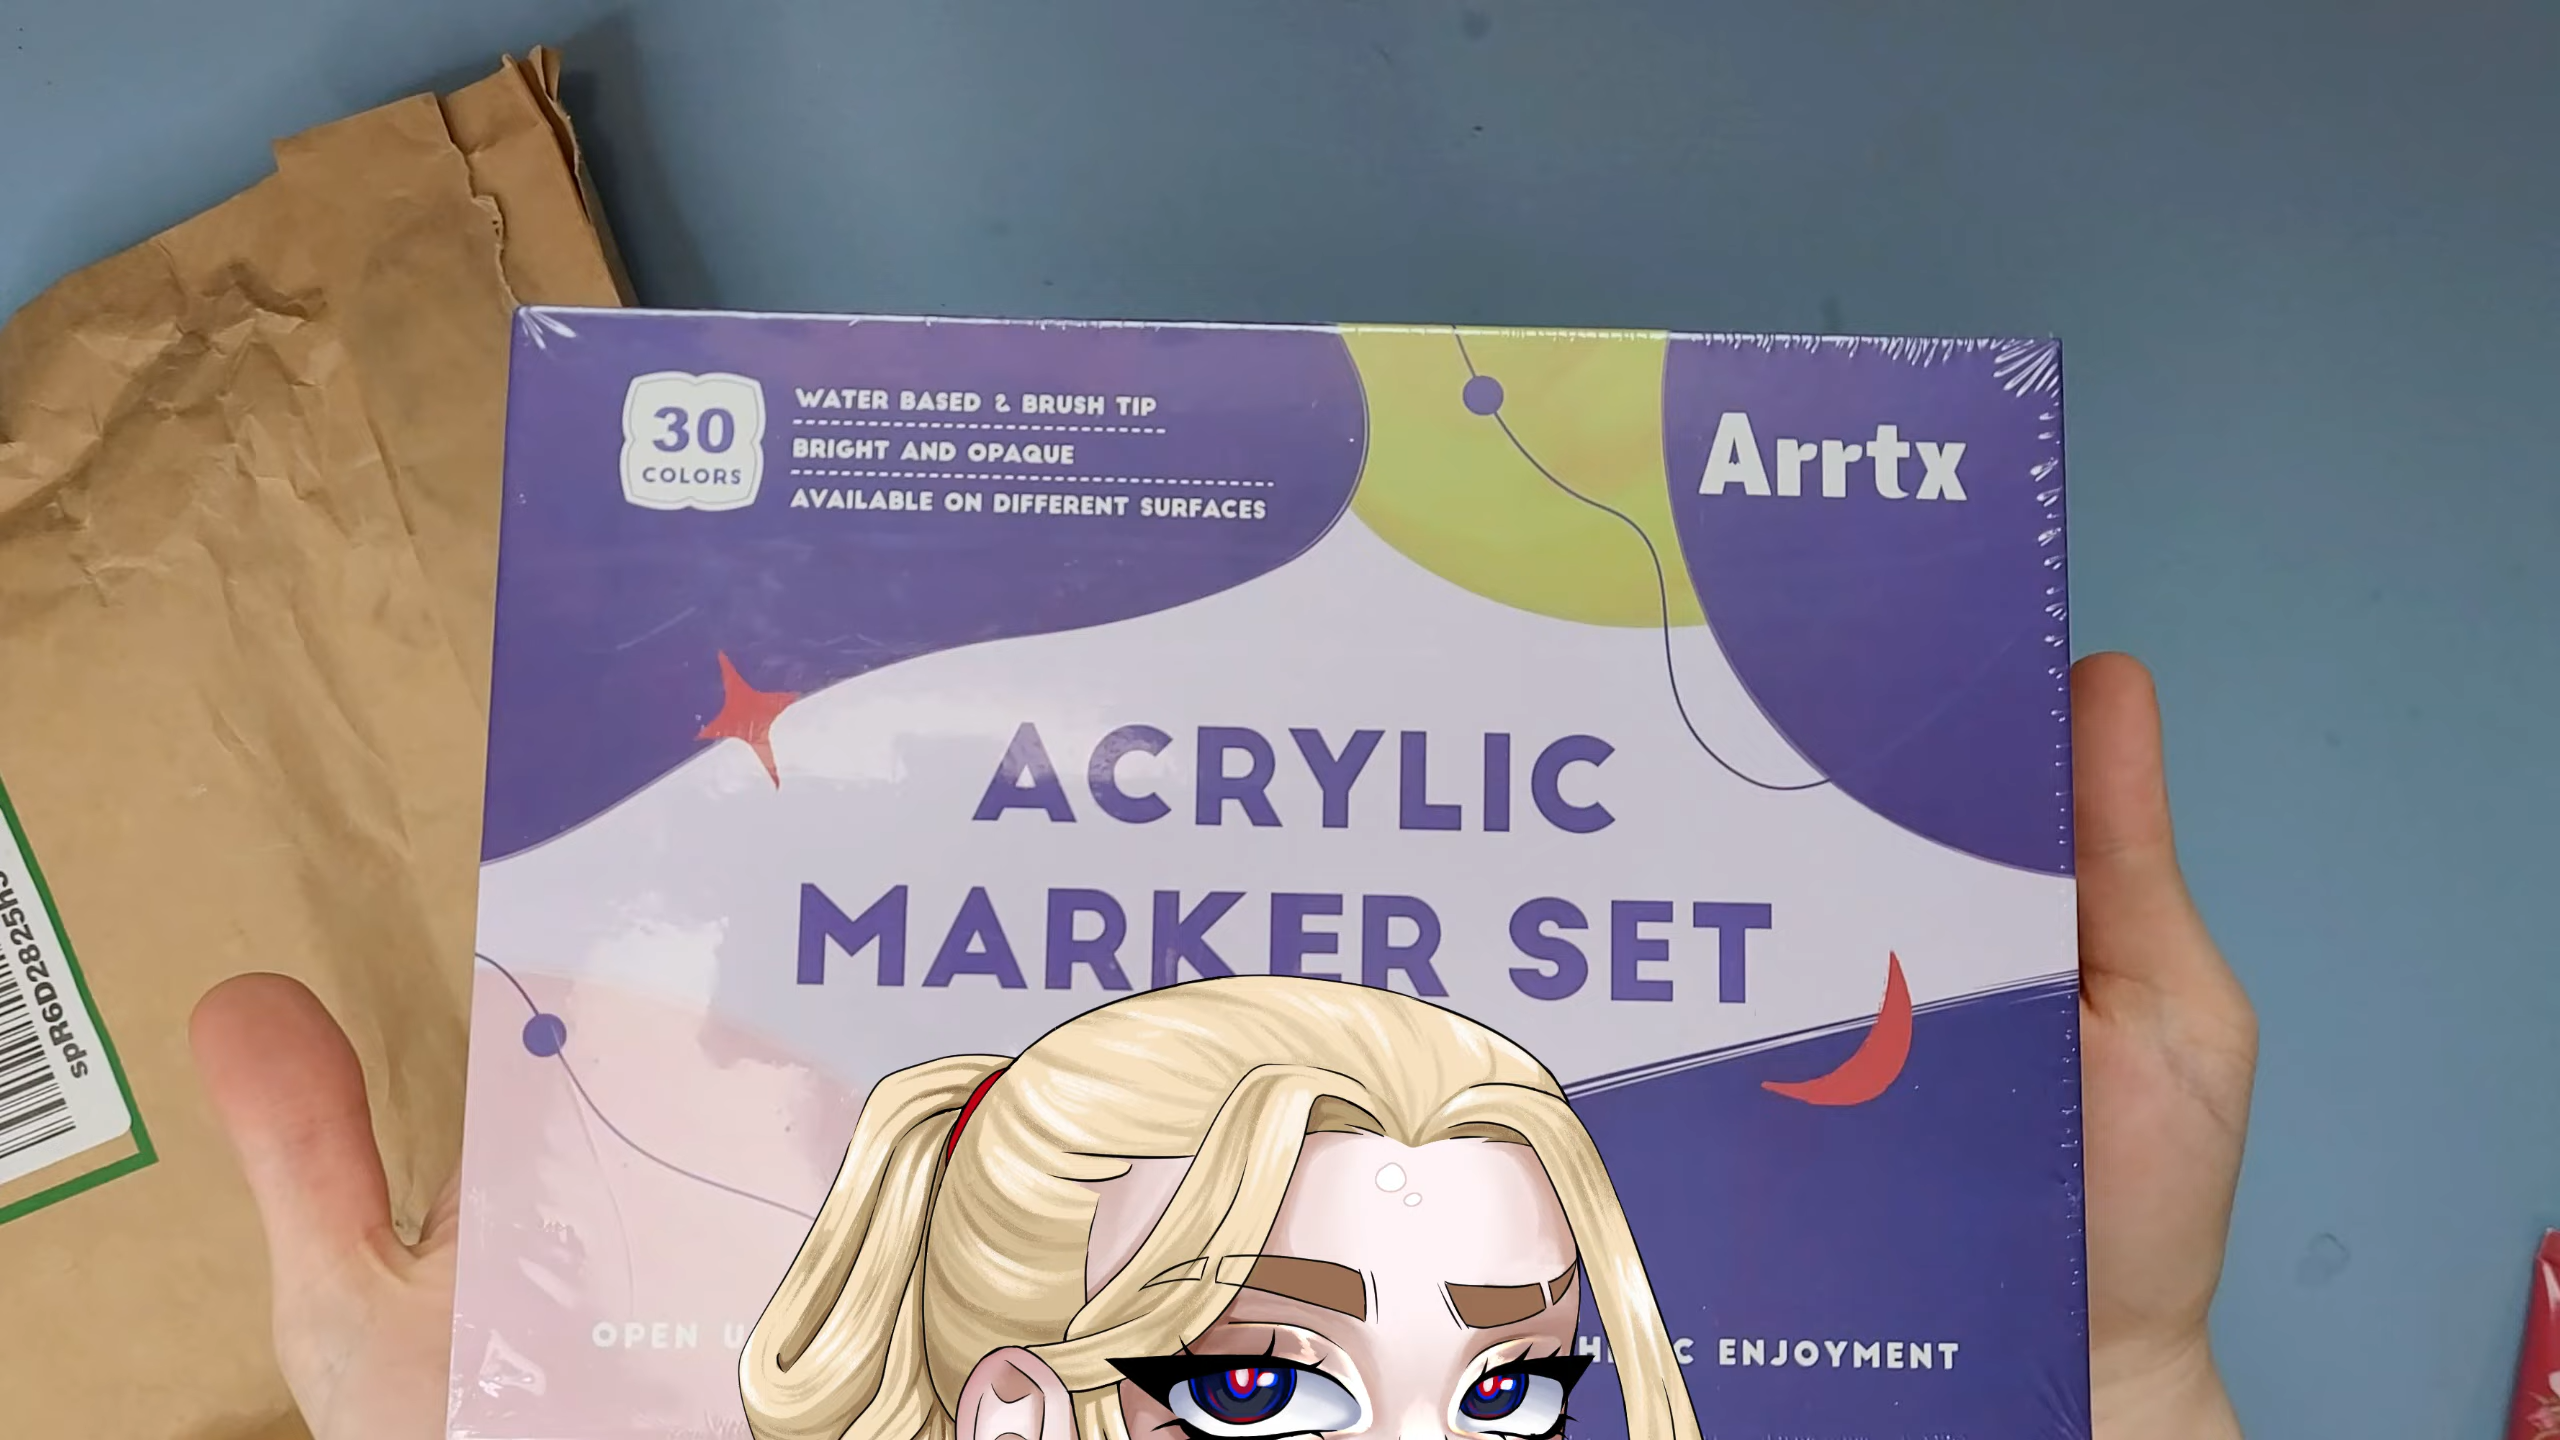 30
COLORS
WATER BASED & BRUSH TIP
BRIGHT AND OPAQUE
AVAILABLE ON DIFFERENT SURFACES
Arrtx
ACRYLIC
MARKER SET
OPEN
ENJOYMENT
spR6D28225h5